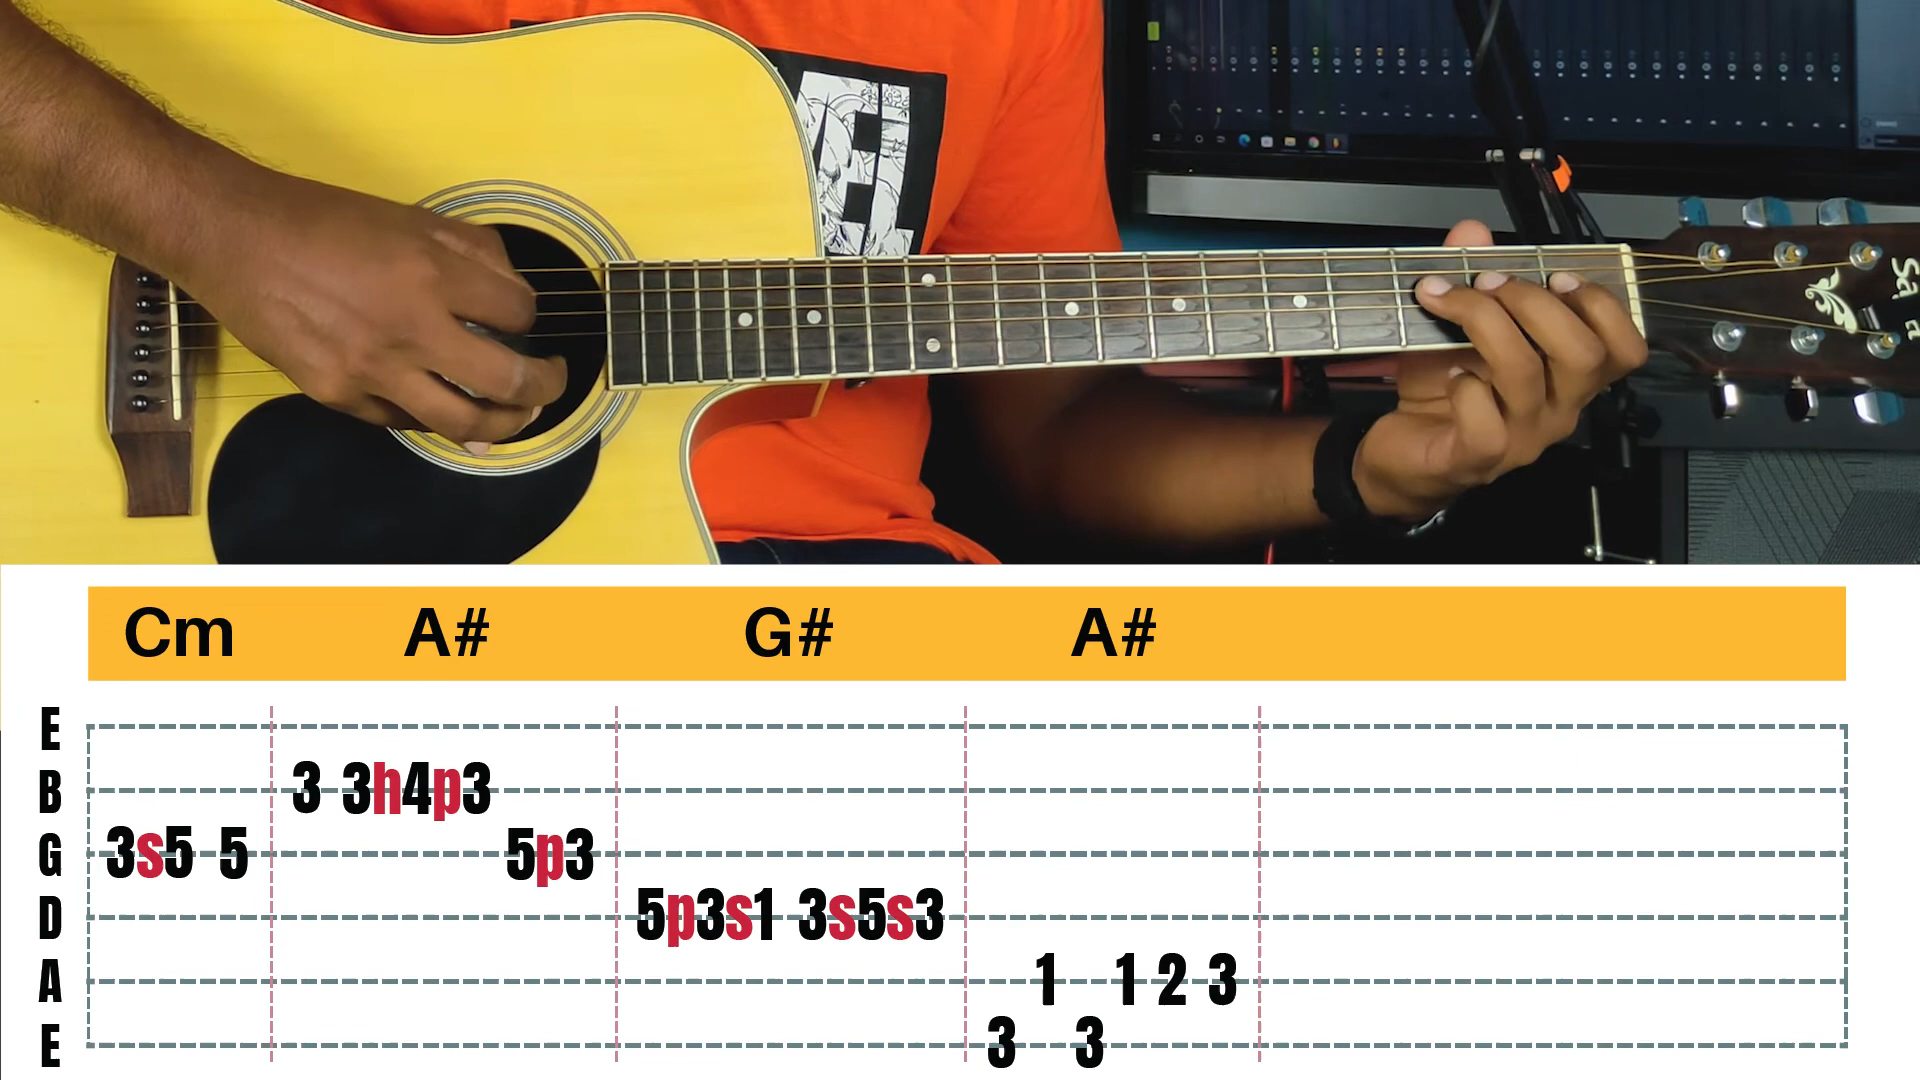 Cm A# G# A#
E
B 3 3h4p3
G 3s5 5 5p3
D 5p3s1 3s5s3
A 1 1 2 3
E 3 3